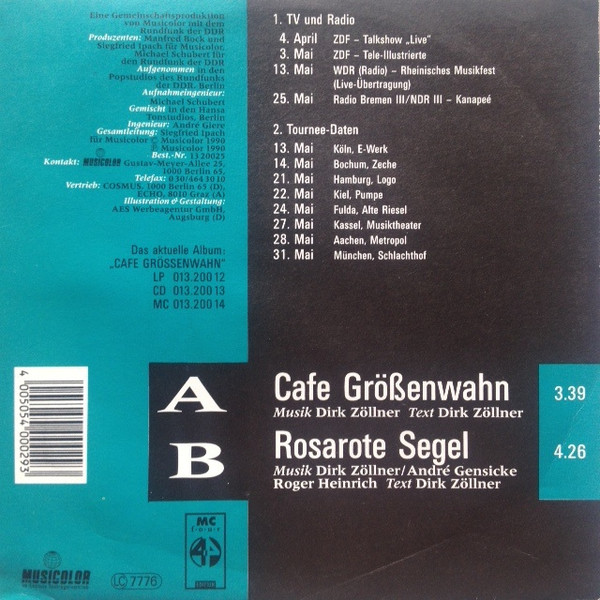 Eine Gemeinschaftsproduktion
von Musicolor mit dem
Rundfunk der DDR
Produzenten: Manfred Bock und
Siegfried Ipach für Musicolor,
Michael Schubert für
den Rundfunk der DDR
Aufgenommen in den
Popstudios des Rundfunks
der DDR-Berlin
Aufnahmeingenieur:
Michael Schubert
Gemischt in den Hansa
Tonstudios, Berlin
Ingenieur: André Giere
Gesamtleitung: Siegfried Ipach
für Musicolor © Musicolor 1990
℗ Musicolor 1990
Best.-Nr. 1320025
Kontakt: MUSICOLOR Gustav-Meyer-Allee 25,
1000 Berlin 65,
Telefax 030/464 30 10
Vertrieb: COSMUS, 1000 Berlin 65 (D),
ECHO, 8010 Graz (A)
Illustration & Gestaltung:
AES Werbeagentur GmbH,
Augsburg (D)
Das aktuelle Album:
„CAFE GRÖSSENWAHN"
LP 013.200 12
CD 013.200 13
MC 013.200 14
1. TV und Radio
4. April ZDF – Talkshow „Live"
3. Mai ZDF – Tele-Illustrierte
13. Mai WDR (Radio) – Rheinisches Musikfest
(Live-Übertragung)
25. Mai Radio Bremen III/NDR III – Kanapeé
2. Tournee-Daten
13. Mai Köln, E-Werk
14. Mai Bochum, Zeche
21. Mai Hamburg, Logo
22. Mai Kiel, Pumpe
24. Mai Fulda, Alte Riesel
27. Mai Kassel, Musiktheater
28. Mai Aachen, Metropol
31. Mai München, Schlachthof
4 005054 000293
A
Cafe Größenwahn 3.39
Musik Dirk Zöllner Text Dirk Zöllner
B
Rosarote Segel 4.26
Musik Dirk Zöllner/André Gensicke
Roger Heinrich Text Dirk Zöllner
MUSICOLOR
LC 7776
MC
four
4